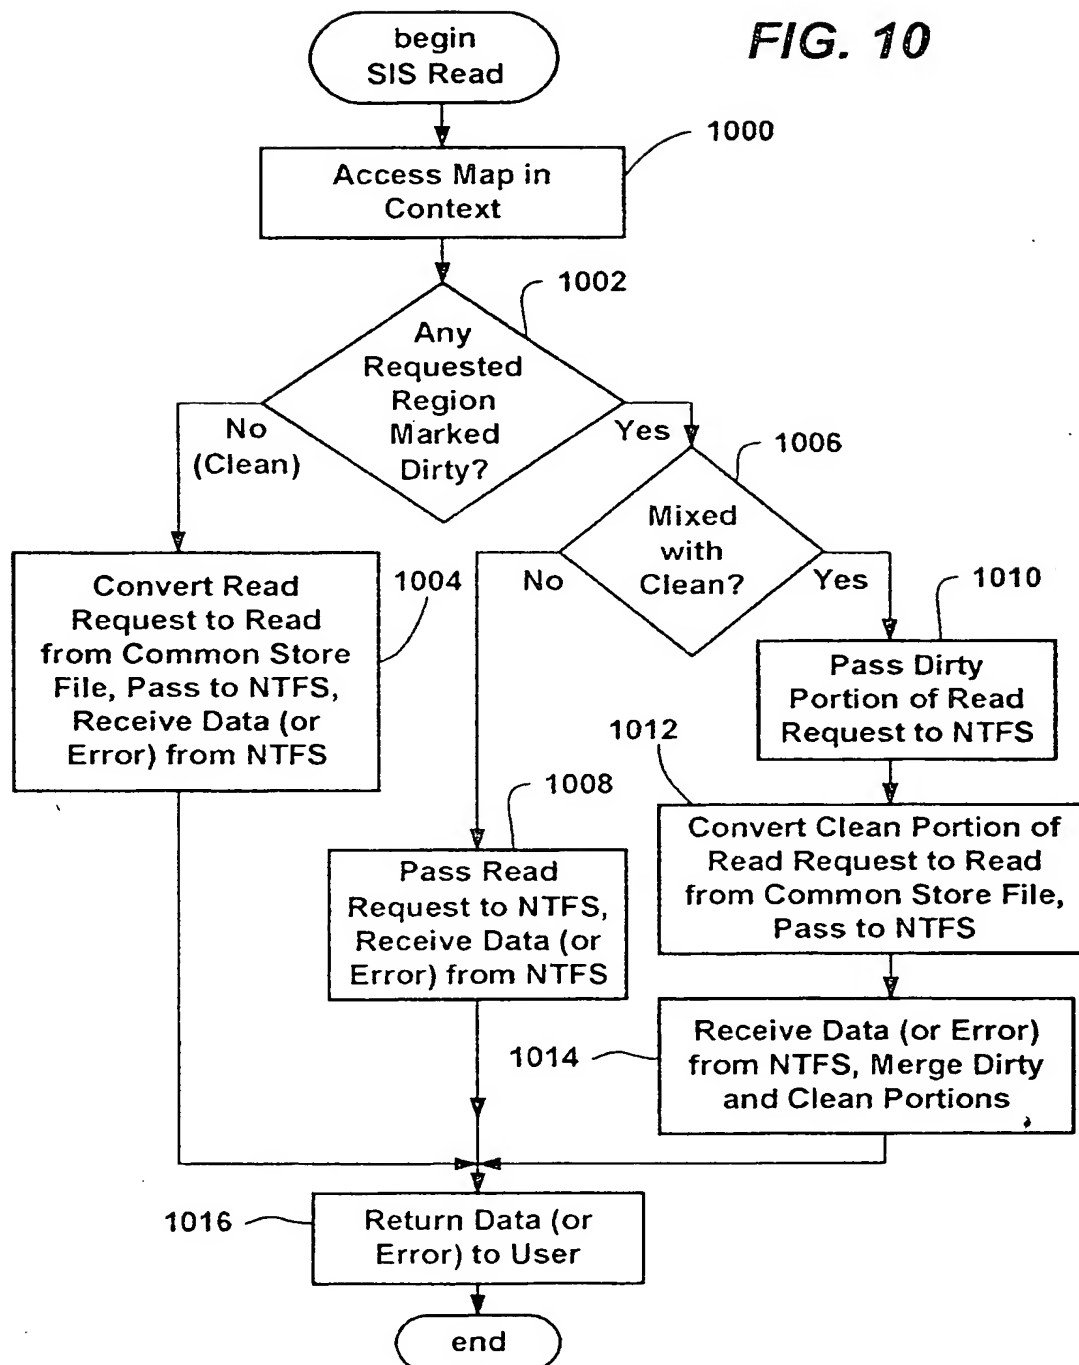 begin
SIS Read
FIG. 10
1000
Access Map in
Context
1002
Any
Requested
Region
Marked
Dirty?
No
(Clean)
Yes
1006
Mixed
with
Clean?
No
Yes
Convert Read
Request to Read
from Common Store
File, Pass to NTFS,
Receive Data (or
Error) from NTFS
1004
1010
Pass Dirty
Portion of Read
Request to NTFS
1012
Convert Clean Portion of
Read Request to Read
from Common Store File,
Pass to NTFS
1008
Pass Read
Request to NTFS,
Receive Data (or
Error) from NTFS
1014
Receive Data (or Error)
from NTFS, Merge Dirty
and Clean Portions
1016
Return Data (or
Error) to User
end